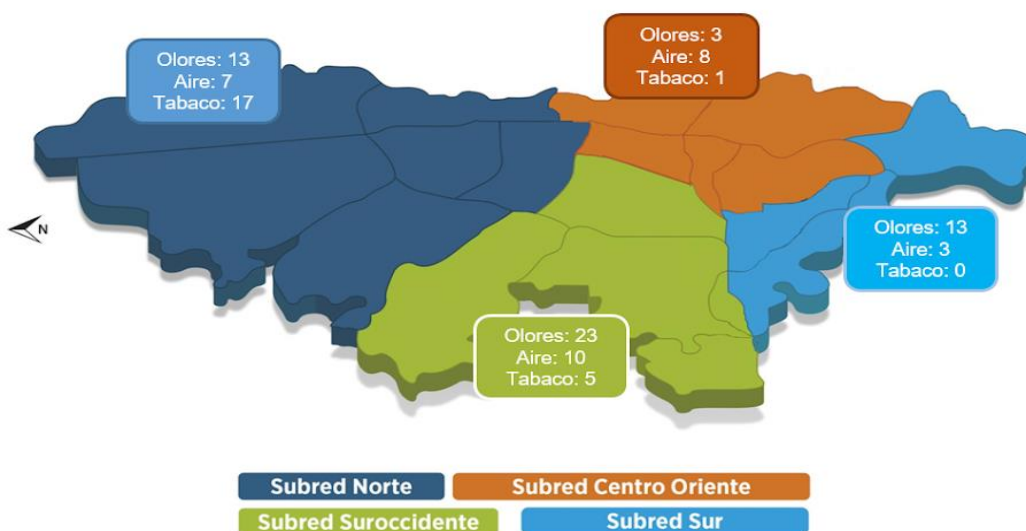 Olores: 13
Aire: 7
Tabaco: 17
Olores: 3
Aire: 8
Tabaco: 1
N
Olores: 13
Aire: 3
Tabaco: 0
Olores: 23
Aire: 10
Tabaco: 5
Subred Norte
Subred Centro Oriente
Subred Suroccidente
Subred Sur